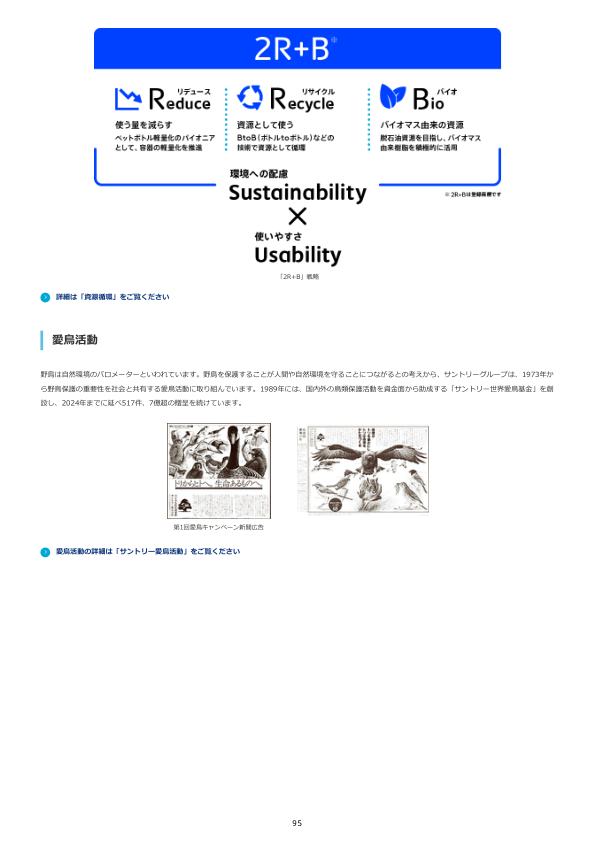 2R+B※
リデュース
Reduce
使う量を減らす
ペットボトル軽量化のパイオニア
として、容器の軽量化を推進
リサイクル
Recycle
資源として使う
BtoB(ボトルtoボトル)などの
技術で資源として循環
バイオ
Bio
バイオマス由来の資源
脱石油資源を目指し、バイオマス
由来樹脂を積極的に活用
環境への配慮
Sustainability
※ 2R+Bは登録商標です
×
使いやすさ
Usability
「2R+B」戦略
詳細は「資源循環」をご覧ください
愛鳥活動
野鳥は自然環境のバロメーターといわれています。野鳥を保護することが人間や自然環境を守ることにつながるとの考えから、サントリーグループは、1973年か
ら野鳥保護の重要性を社会と共有する愛鳥活動に取り組んでいます。1989年には、国内外の鳥類保護活動を資金面から助成する「サントリー世界愛鳥基金」を創
設し、2024年までに延べ517件、7億超の贈呈を続けています。
トリからヒトへ、生命あるものへ。
第1回愛鳥キャンペーン新聞広告
愛鳥活動の詳細は「サントリー愛鳥活動」をご覧ください
95